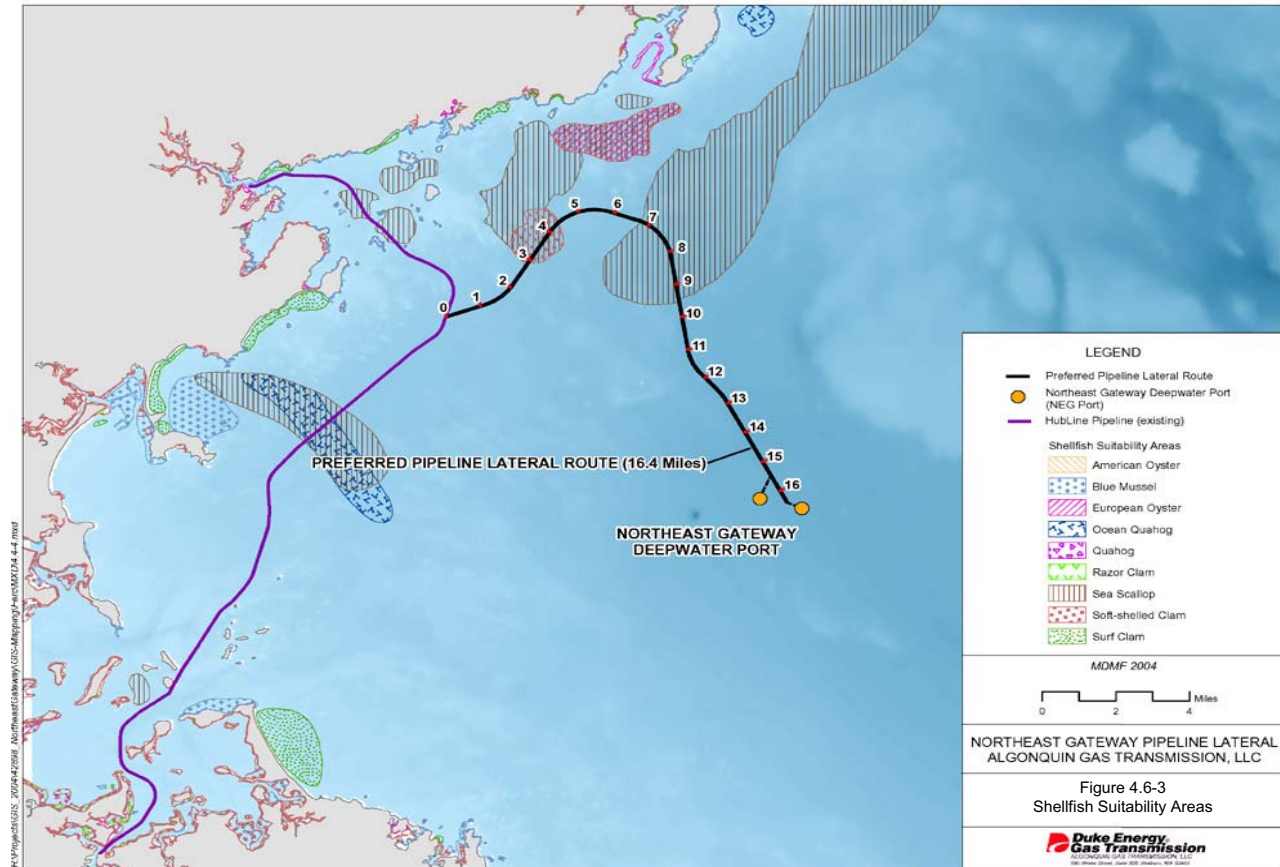 0
1
2
3
4
5
6
7
8
9
10
11
12
13
14
15
16
PREFERRED PIPELINE LATERAL ROUTE (16.4 Miles)
NORTHEAST GATEWAY
DEEPWATER PORT
LEGEND
Preferred Pipeline Lateral Route
Northeast Gateway Deepwater Port
(NEG Port)
HubLine Pipeline (existing)
Shellfish Suitability Areas
American Oyster
Blue Mussel
European Oyster
Ocean Quahog
Quahog
Razor Clam
Sea Scallop
Soft-shelled Clam
Surf Clam
MDMF 2004
Miles
0 2 4
NORTHEAST GATEWAY PIPELINE LATERAL
ALGONQUIN GAS TRANSMISSION, LLC
Figure 4.6-3
Shellfish Suitability Areas
Duke Energy
Gas Transmission
ALGONQUIN GAS TRANSMISSION, LLC